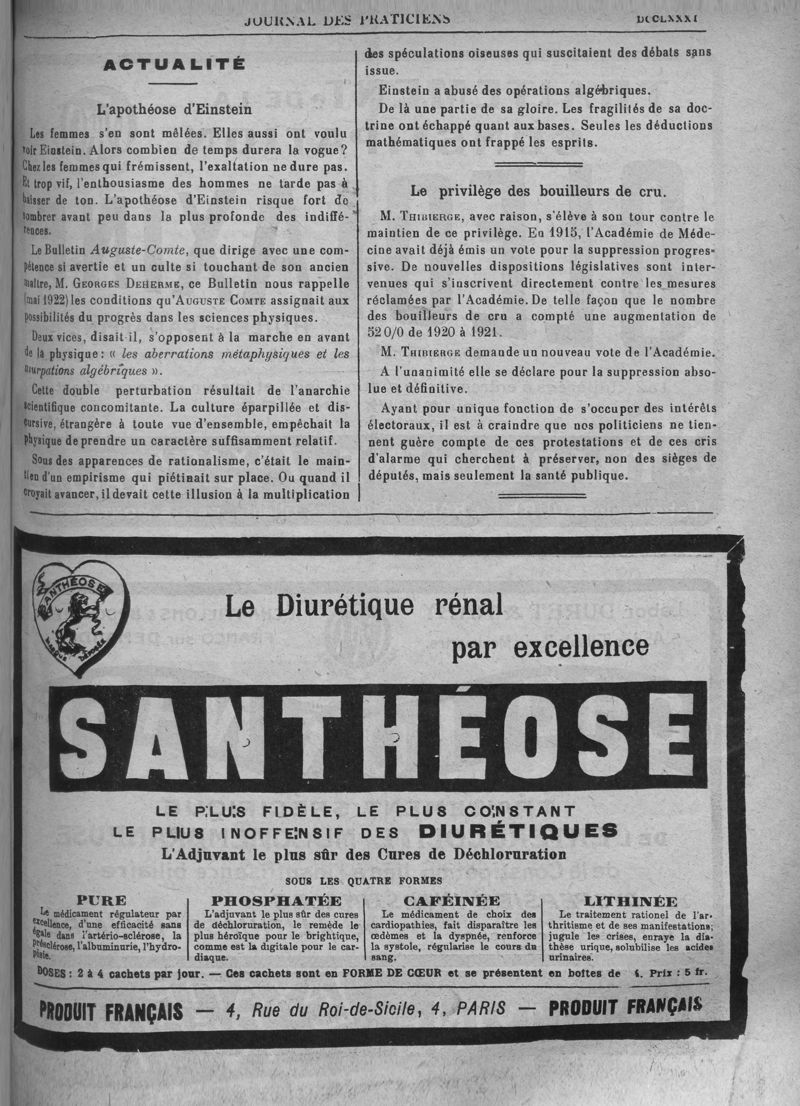 JOURNAL DES PRATICIENS
DCCLXXXI
ACTUALITÉ
L'apothéose d'Einstein
Les femmes s'en sont mêlées. Elles aussi ont voulu
voir Einstein. Alors combien de temps durera la vogue ?
Chez les femmes qui frémissent, l'exaltation ne dure pas.
Et trop vif, l'enthousiasme des hommes ne tarde pas à
baisser de ton. L'apothéose d'Einstein risque fort de
tomber avant peu dans la plus profonde des indiffé-
rences.
Le Bulletin Auguste-Comte, que dirige avec une com-
pétence si avertie et un culte si touchant de son ancien
maître, M. GEORGES DEHERME, ce Bulletin nous rappelle
(mai 1922) les conditions qu'AUGUSTE COMTE assignait aux
possibilités du progrès dans les sciences physiques.
Deux vices, disait-il, s'opposent à la marche en avant
de la physique : « les aberrations métaphysiques et les
usurpations algébriques ».
Cette double perturbation résultait de l'anarchie
scientifique concomitante. La culture éparpillée et dis-
cursive, étrangère à toute vue d'ensemble, empêchait la
physique de prendre un caractère suffisamment relatif.
Sous des apparences de rationalisme, c'était le main-
tien d'un empirisme qui piétinait sur place. Ou quand il
croyait avancer, il devait cette illusion à la multiplication
des spéculations oiseuses qui suscitaient des débats sans
issue.
Einstein a abusé des opérations algébriques.
De là une partie de sa gloire. Les fragilités de sa doc-
trine ont échappé quant aux bases. Seules les déductions
mathématiques ont frappé les esprits.
Le privilège des bouilleurs de cru.
M. THIBIERGE, avec raison, s'élève à son tour contre le
maintien de ce privilège. En 1915, l'Académie de Méde-
cine avait déjà émis un vote pour la suppression progres-
sive. De nouvelles dispositions législatives sont inter-
venues qui s'inscrivent directement contre les mesures
réclamées par l'Académie. De telle façon que le nombre
des bouilleurs de cru a compté une augmentation de
52 0/0 de 1920 à 1921.
M. THIBIERGE demande un nouveau vote de l'Académie.
A l'unanimité elle se déclare pour la suppression abso-
lue et définitive.
Ayant pour unique fonction de s'occuper des intérêts
électoraux, il est à craindre que nos politiciens ne tien-
nent guère compte de ces protestations et de ces cris
d'alarme qui cherchent à préserver, non des sièges de
députés, mais seulement la santé publique.
SANTHÉOSE
MARQUE DÉPOSÉE
Le Diurétique rénal
par excellence
SANTHÉOSE
LE PLUS FIDÈLE, LE PLUS CONSTANT
LE PLUS INOFFENSIF DES DIURÉTIQUES
L'Adjuvant le plus sûr des Cures de Déchloruration
SOUS LES QUATRE FORMES
PURE
Le médicament régulateur par
excellence, d'une efficacité sans
égale dans l'artério-sclérose, la
présclérose, l'albuminurie, l'hydro-
pisie.
PHOSPHATÉE
L'adjuvant le plus sûr des cures
de déchloruration, le remède le
plus héroïque pour le brightique,
comme est la digitale pour le car-
diaque.
CAFÉINÉE
Le médicament de choix des
cardiopathies, fait disparaître les
œdèmes et la dyspnée, renforce
la systole, régularise le cours du
sang.
LITHINÉE
Le traitement rationel de l'ar-
thritisme et de ses manifestations;
jugule les crises, enraye la dia-
thèse urique, solubilise les acides
urinaires.
DOSES : 2 à 4 cachets par jour. — Ces cachets sont en FORME DE CŒUR et se présentent en boîtes de 4. Prix : 5 fr.
PRODUIT FRANÇAIS — 4, Rue du Roi-de-Sicile, 4, PARIS — PRODUIT FRANÇAIS